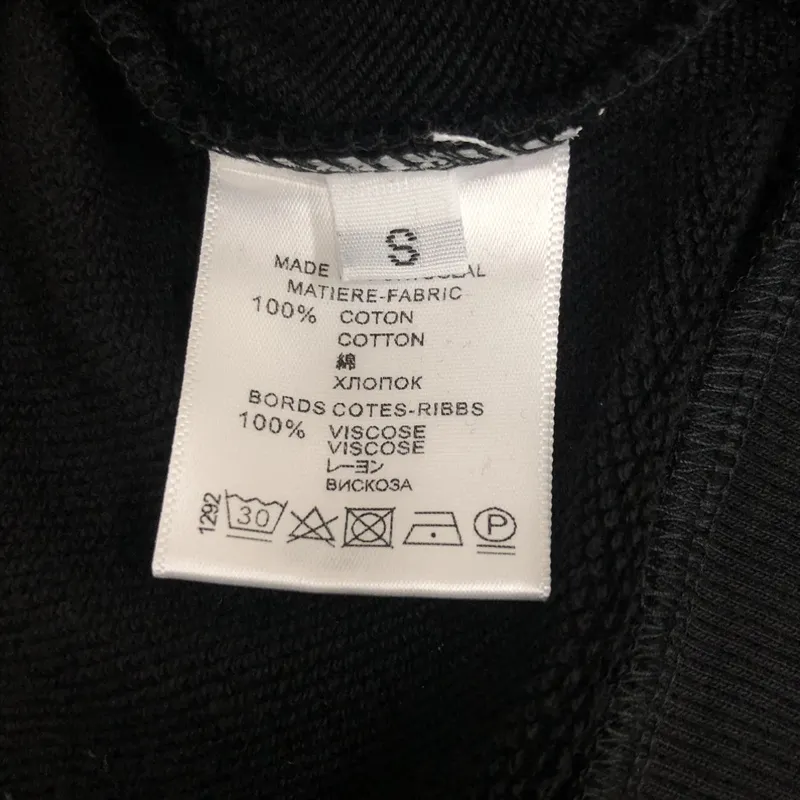 S
MADE
MATIERE-FABRIC
100% COTON
COTTON
綿
ХЛОПОК
BORDS COTES-RIBBS
100% VISCOSE
VISCOSE
レーヨン
ВИСКОЗА
1292
30
P